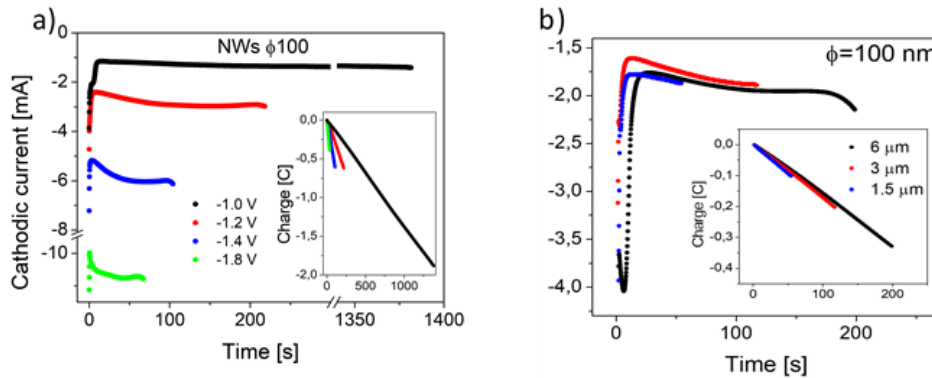 a)
NWs ϕ100
0
-2
-4
-6
-8
-10
Cathodic current [mA]
-1.0 V
-1.2 V
-1.4 V
-1.8 V
0,0
-0,5
-1,0
-1,5
-2,0
Charge [C]
0 500 1000
0 100 200 1350 1400
Time [s]
b)
ϕ=100 nm
-1,5
-2,0
-2,5
-3,0
-3,5
-4,0
6 μm
3 μm
1.5 μm
0,0
-0,1
-0,2
-0,3
-0,4
Charge [C]
0 100 200
0 50 100 150 200 250
Time [s]